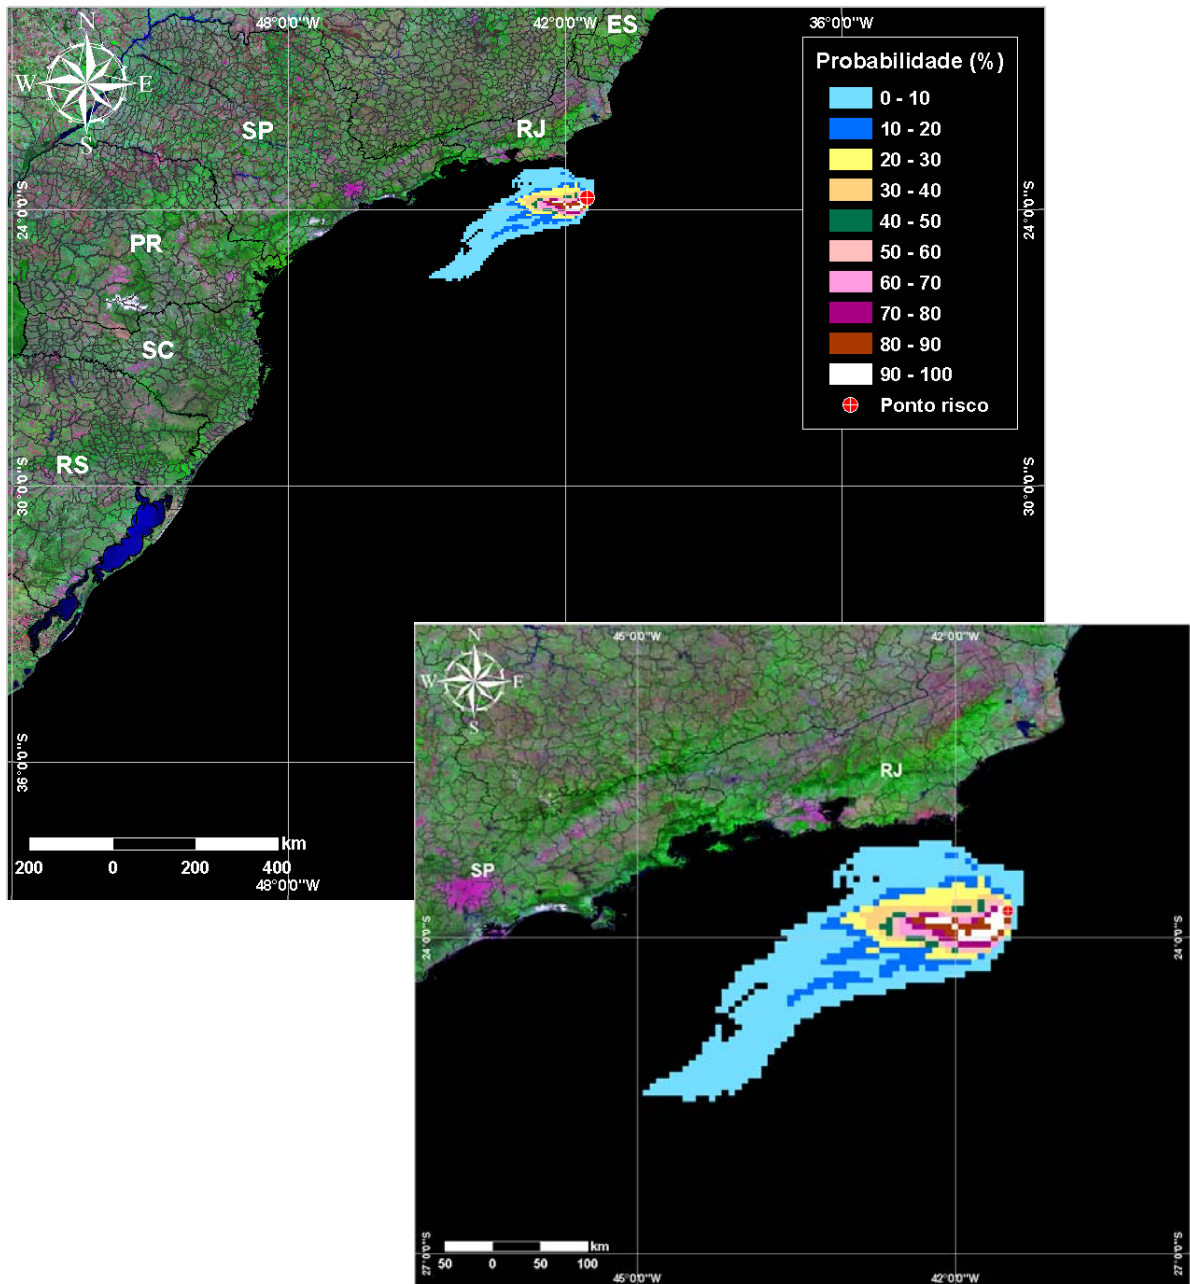 48°0'0"W
42°0'0"W
36°0'0"W
N
W
E
S
ES
SP
RJ
PR
SC
RS
24°0'0"S
24°0'0"S
30°0'0"S
30°0'0"S
36°0'0"S
Probabilidade (%)
0 - 10
10 - 20
20 - 30
30 - 40
40 - 50
50 - 60
60 - 70
70 - 80
80 - 90
90 - 100
Ponto risco
km
200 0 200 400
48°0'0"W
45°0'0"W
42°0'0"W
N
W
E
S
RJ
SP
24°0'0"S
24°0'0"S
27°0'0"S
27°0'0"S
km
50 0 50 100
45°0'0"W
42°0'0"W